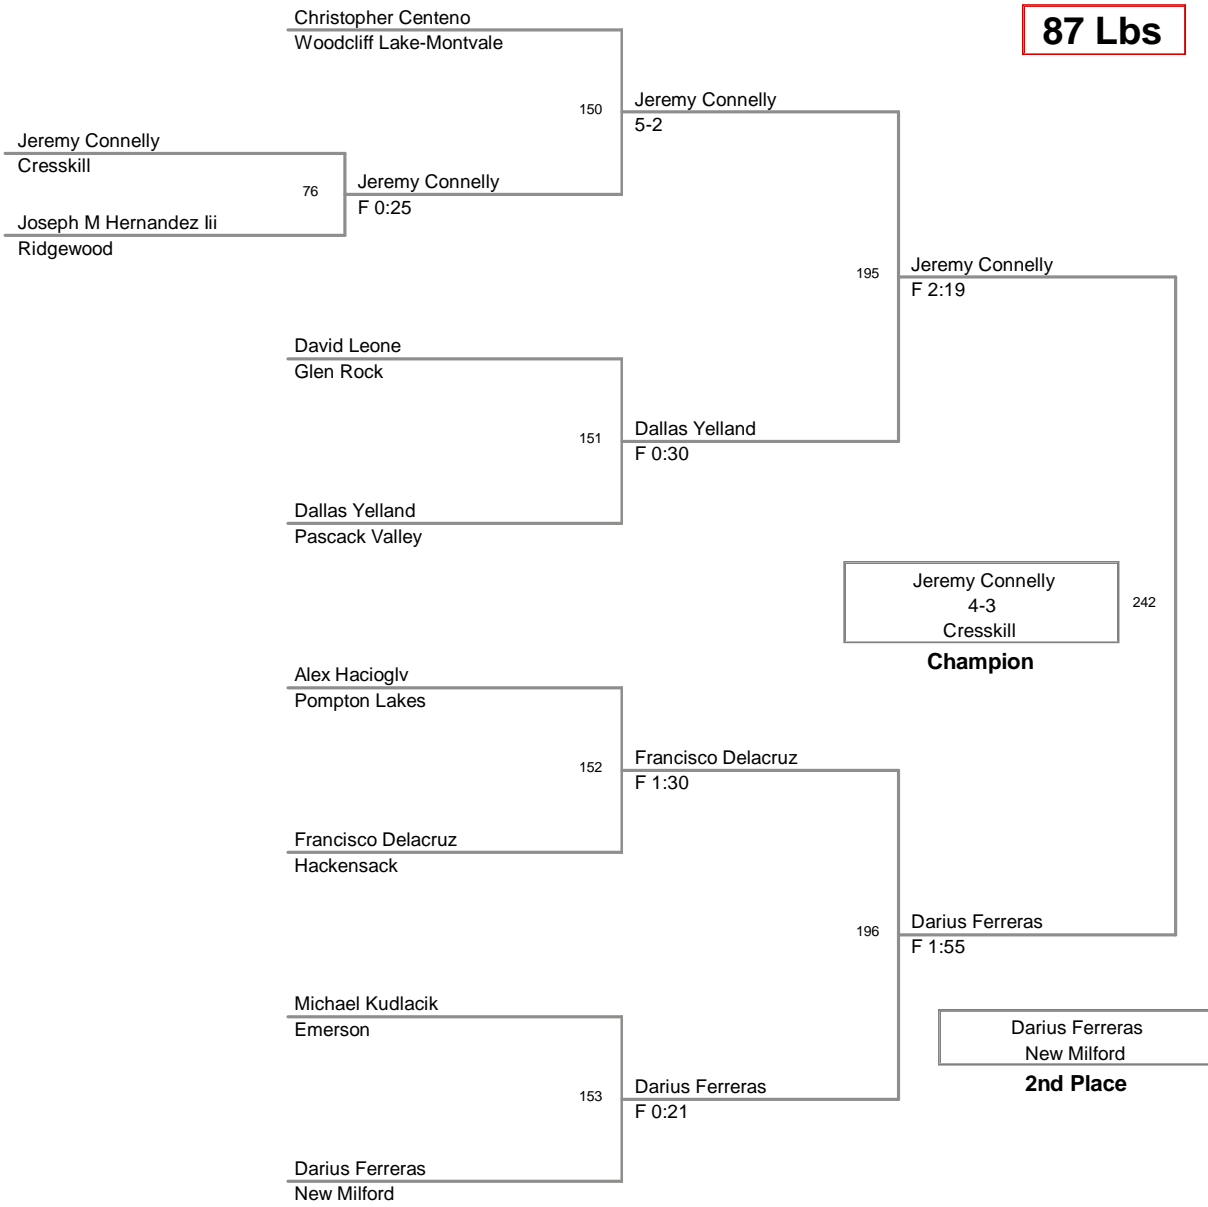 Christopher Centeno
Woodcliff Lake-Montvale
87 Lbs
150
Jeremy Connelly
5-2
Jeremy Connelly
Cresskill
76
Jeremy Connelly
F 0:25
Joseph M Hernandez Iii
Ridgewood
195
Jeremy Connelly
F 2:19
David Leone
Glen Rock
151
Dallas Yelland
F 0:30
Dallas Yelland
Pascack Valley
Jeremy Connelly
4-3
Cresskill
242
Champion
Alex Hacioglv
Pompton Lakes
152
Francisco Delacruz
F 1:30
Francisco Delacruz
Hackensack
196
Darius Ferreras
F 1:55
Michael Kudlacik
Emerson
Darius Ferreras
New Milford
2nd Place
153
Darius Ferreras
F 0:21
Darius Ferreras
New Milford